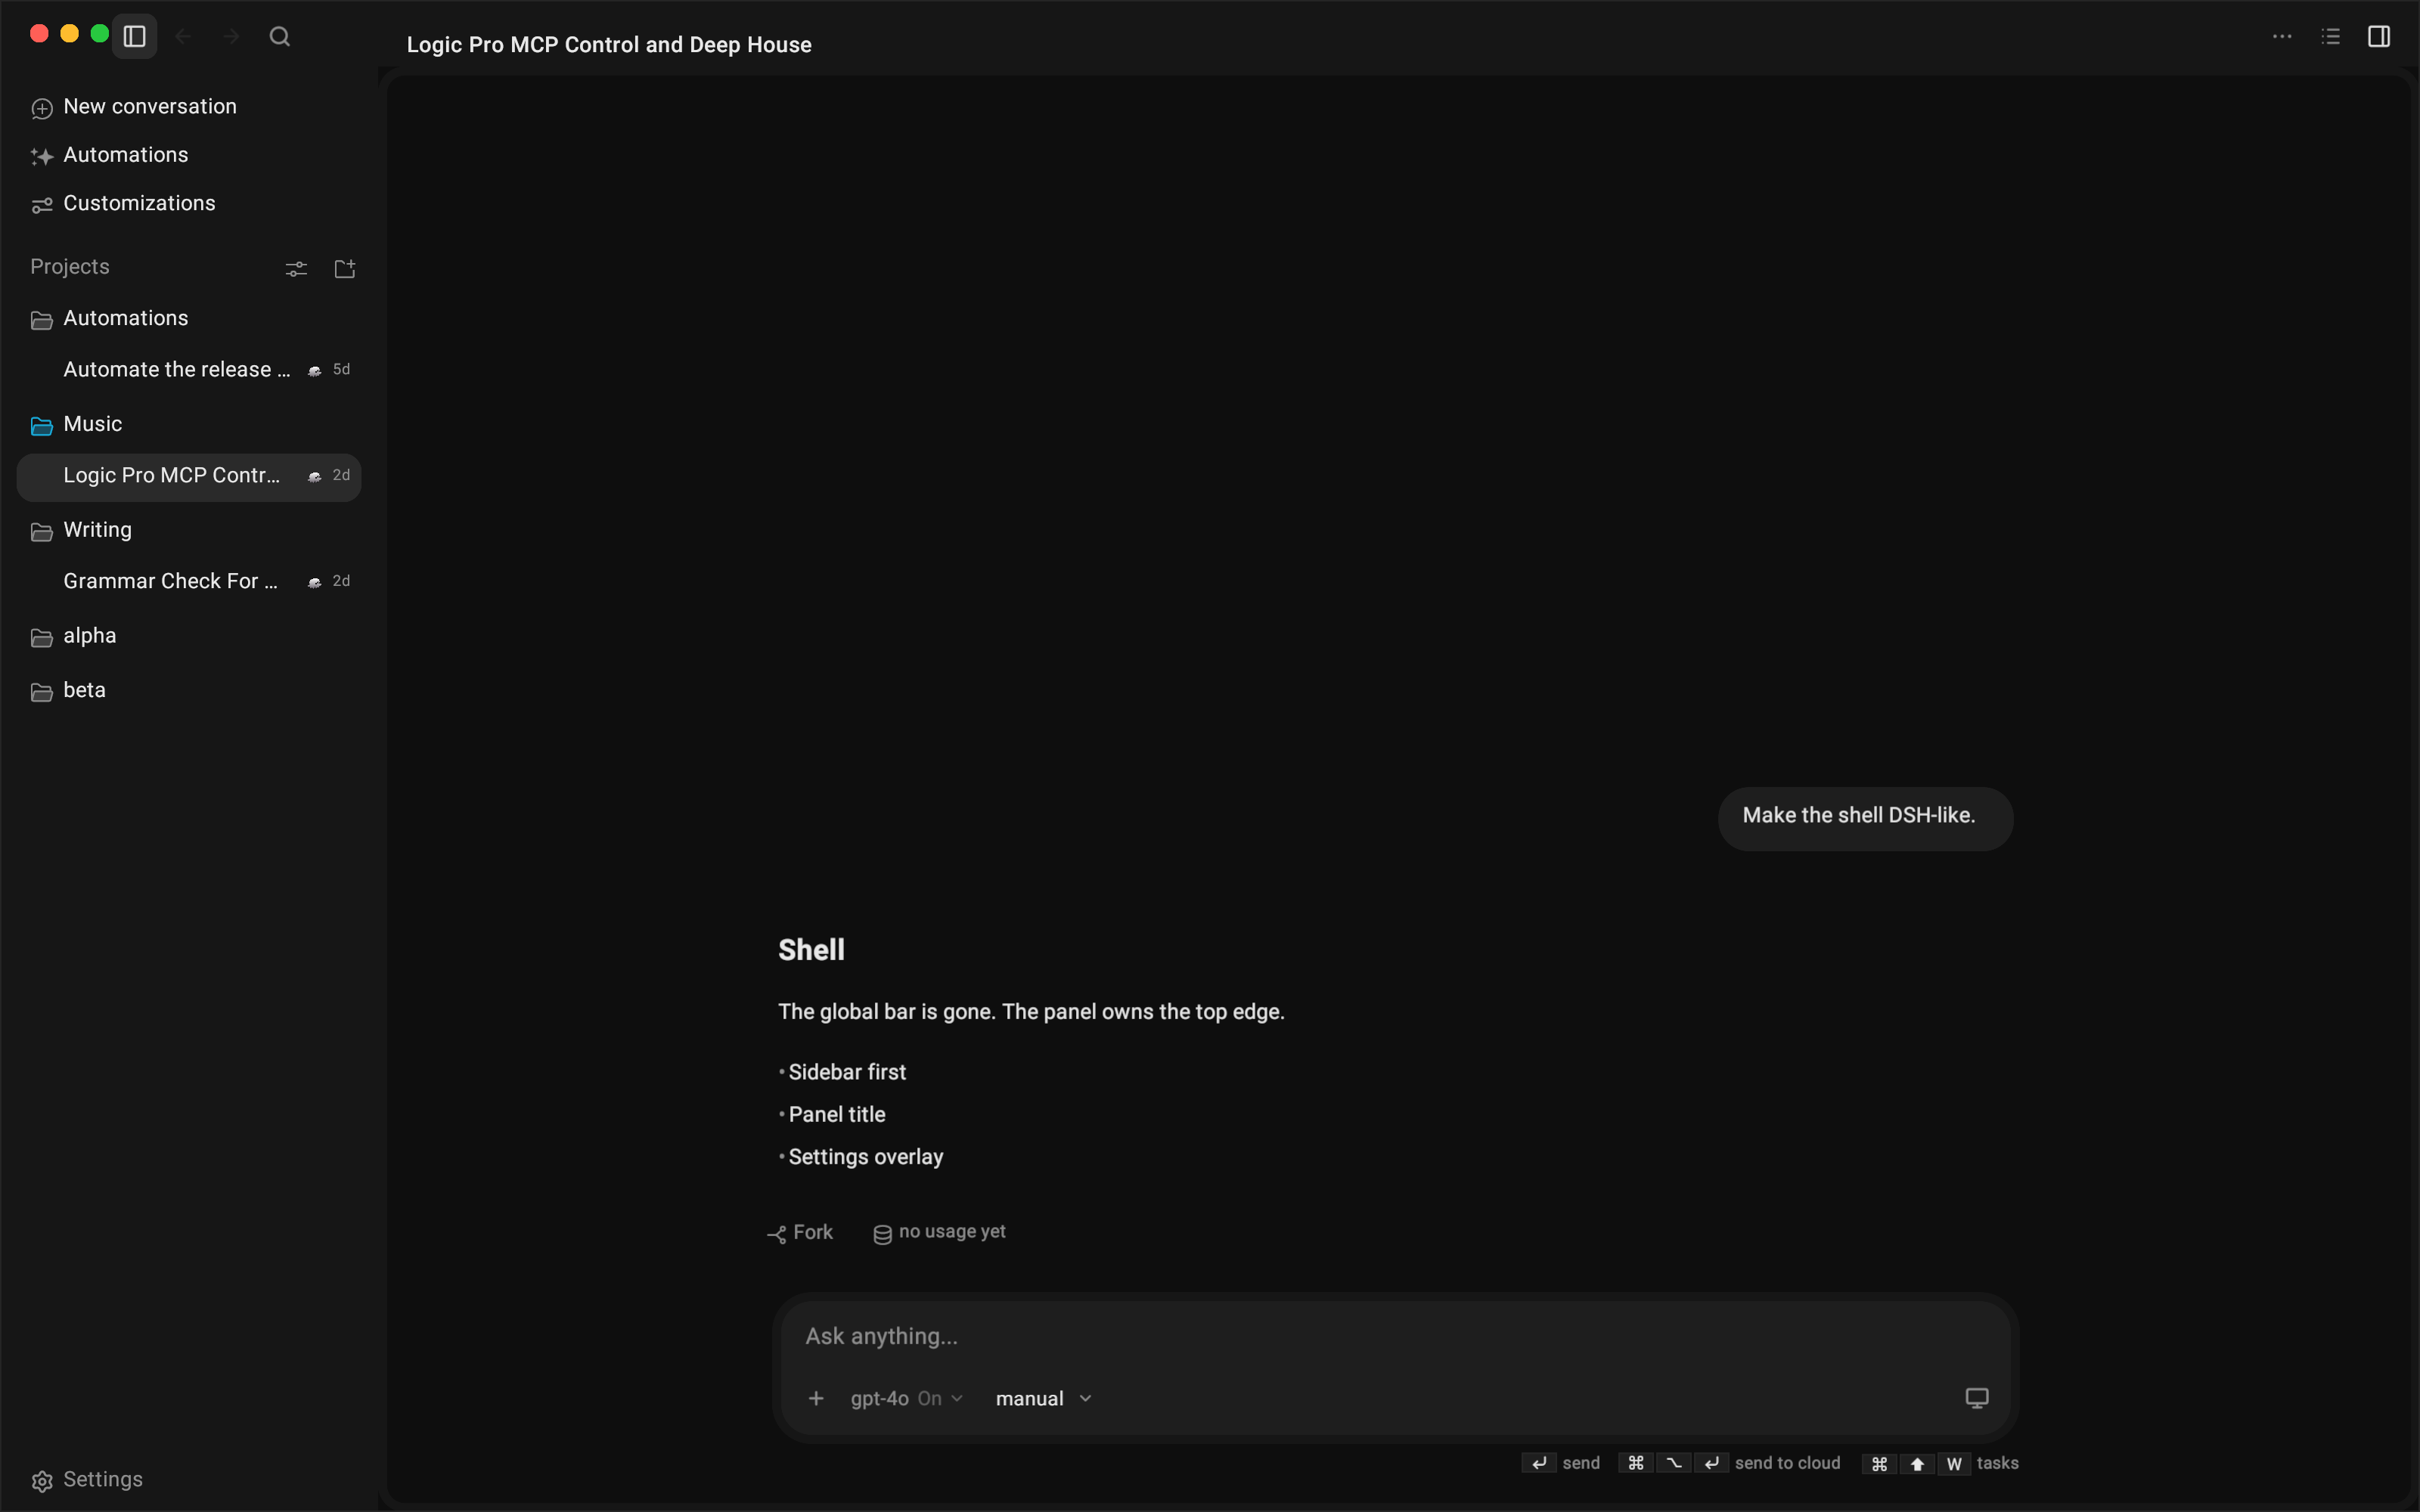 Logic Pro MCP Control and Deep House
New conversation
Automations
Customizations
Projects
Automations
Automate the release ... 5d
Music
Logic Pro MCP Contr... 2d
Writing
Grammar Check For ... 2d
alpha
beta
Settings
Make the shell DSH-like.
Shell
The global bar is gone. The panel owns the top edge.
• Sidebar first
• Panel title
• Settings overlay
Fork no usage yet
Ask anything...
gpt-4o On manual
send ⌘ ⌥ send to cloud ⌘ W tasks